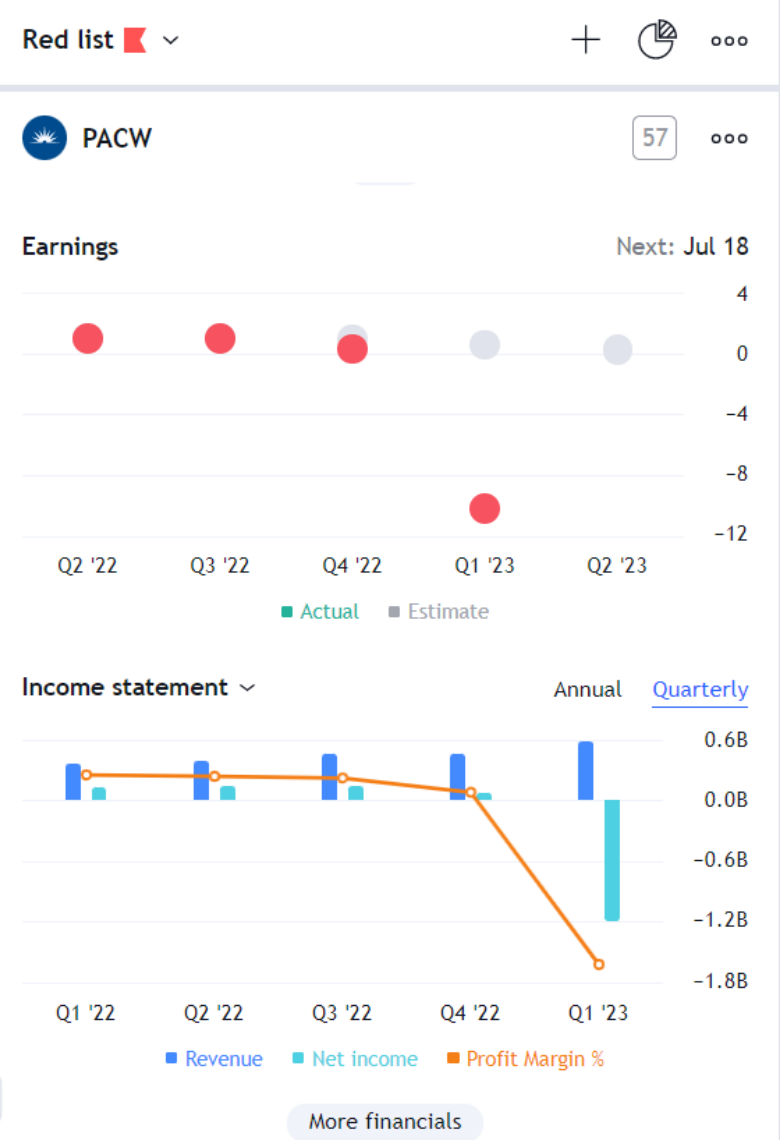 Red list
PACW 57
Earnings Next: Jul 18
4
0
−4
−8
−12
Q2 '22 Q3 '22 Q4 '22 Q1 '23 Q2 '23
Actual Estimate
Income statement Annual Quarterly
0.6B
0.0B
−0.6B
−1.2B
−1.8B
Q1 '22 Q2 '22 Q3 '22 Q4 '22 Q1 '23
Revenue Net income Profit Margin %
More financials